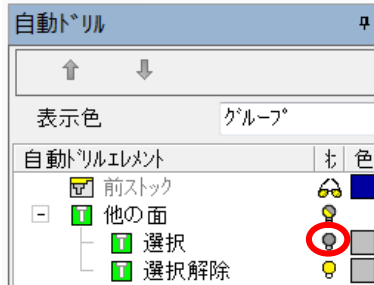 自動ドリル
表示色 グループ
自動ドリルエレメント 色
前ストック
他の面
選択
選択解除